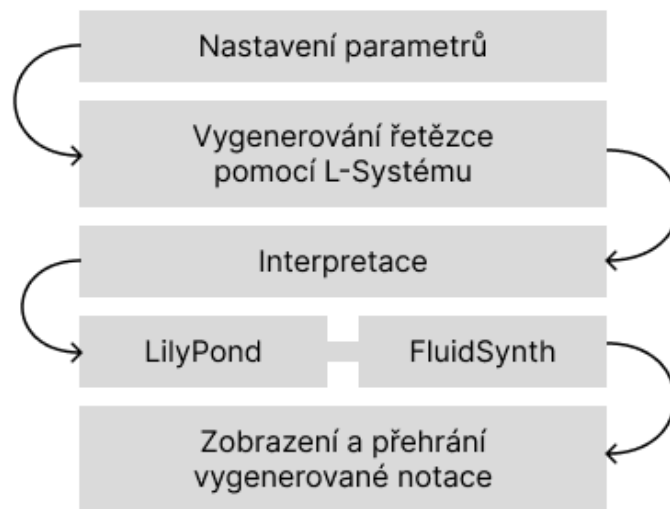 Nastavení parametrů
Vygenerování řetězce
pomocí L-Systému
Interpretace
LilyPond
FluidSynth
Zobrazení a přehrání
vygenerované notace